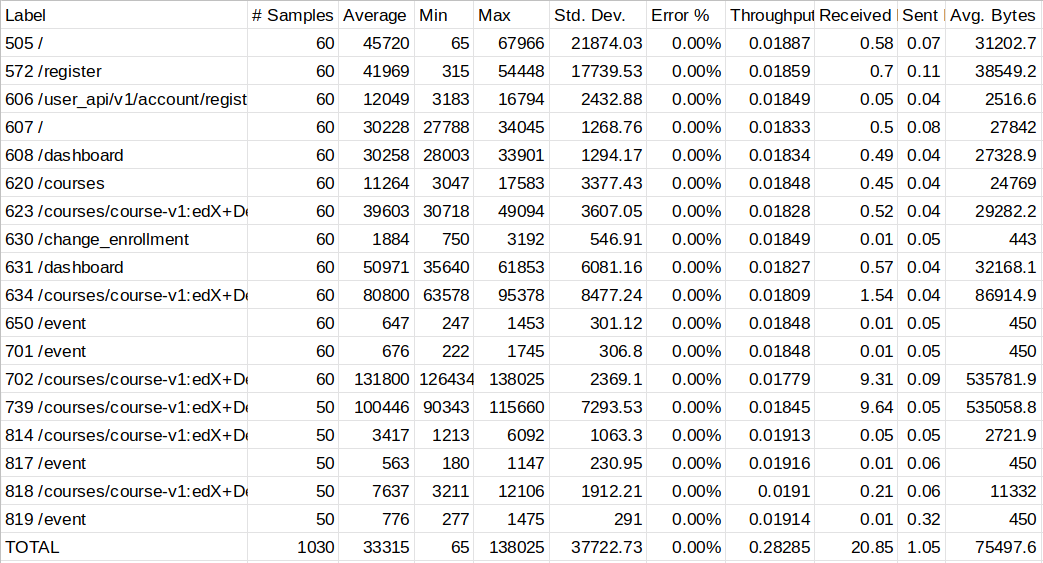 Label # Samples Average Min Max Std. Dev. Error % Throughput Received Sent Avg. Bytes
505 / 60 45720 65 67966 21874.03 0.00% 0.01887 0.58 0.07 31202.7
572 /register 60 41969 315 54448 17739.53 0.00% 0.01859 0.7 0.11 38549.2
606 /user_api/v1/account/regist 60 12049 3183 16794 2432.88 0.00% 0.01849 0.05 0.04 2516.6
607 / 60 30228 27788 34045 1268.76 0.00% 0.01833 0.5 0.08 27842
608 /dashboard 60 30258 28003 33901 1294.17 0.00% 0.01834 0.49 0.04 27328.9
620 /courses 60 11264 3047 17583 3377.43 0.00% 0.01848 0.45 0.04 24769
623 /courses/course-v1:edX+De 60 39603 30718 49094 3607.05 0.00% 0.01828 0.52 0.04 29282.2
630 /change_enrollment 60 1884 750 3192 546.91 0.00% 0.01849 0.01 0.05 443
631 /dashboard 60 50971 35640 61853 6081.16 0.00% 0.01827 0.57 0.04 32168.1
634 /courses/course-v1:edX+De 60 80800 63578 95378 8477.24 0.00% 0.01809 1.54 0.04 86914.9
650 /event 60 647 247 1453 301.12 0.00% 0.01848 0.01 0.05 450
701 /event 60 676 222 1745 306.8 0.00% 0.01848 0.01 0.05 450
702 /courses/course-v1:edX+De 60 131800 126434 138025 2369.1 0.00% 0.01779 9.31 0.09 535781.9
739 /courses/course-v1:edX+De 50 100446 90343 115660 7293.53 0.00% 0.01845 9.64 0.05 535058.8
814 /courses/course-v1:edX+De 50 3417 1213 6092 1063.3 0.00% 0.01913 0.05 0.05 2721.9
817 /event 50 563 180 1147 230.95 0.00% 0.01916 0.01 0.06 450
818 /courses/course-v1:edX+De 50 7637 3211 12106 1912.21 0.00% 0.0191 0.21 0.06 11332
819 /event 50 776 277 1475 291 0.00% 0.01914 0.01 0.32 450
TOTAL 1030 33315 65 138025 37722.73 0.00% 0.28285 20.85 1.05 75497.6